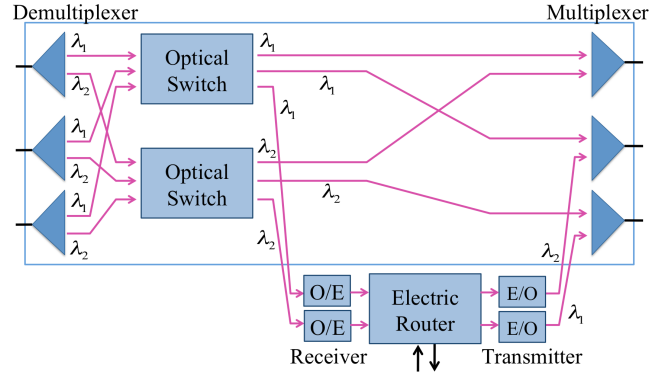 Demultiplexer
Multiplexer
λ1
λ2
λ1
λ2
λ1
λ2
Optical
Switch
Optical
Switch
λ1
λ1
λ1
λ2
λ2
λ2
O/E
O/E
Receiver
Electric
Router
E/O
E/O
Transmitter
λ2
λ1